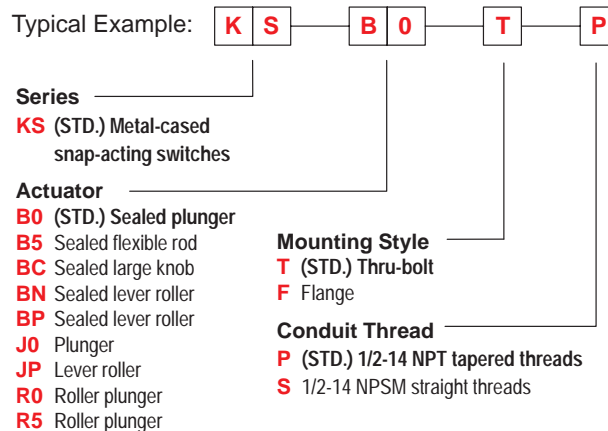 Typical Example: K S B 0 T P
Series
KS (STD.) Metal-cased
snap-acting switches
Actuator
B0 (STD.) Sealed plunger
B5 Sealed flexible rod
BC Sealed large knob
BN Sealed lever roller
BP Sealed lever roller
J0 Plunger
JP Lever roller
R0 Roller plunger
R5 Roller plunger
Mounting Style
T (STD.) Thru-bolt
F Flange
Conduit Thread
P (STD.) 1/2-14 NPT tapered threads
S 1/2-14 NPSM straight threads